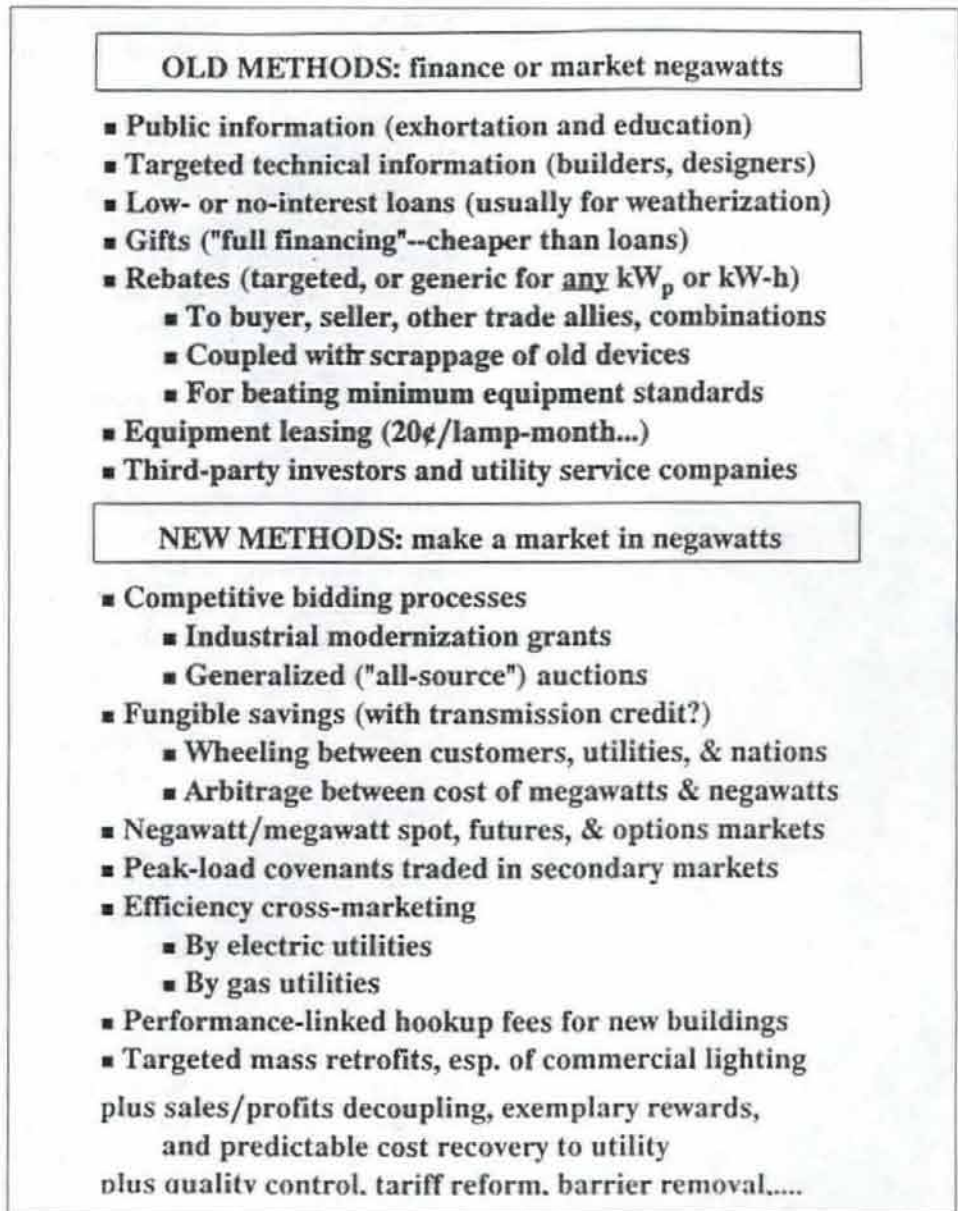 OLD METHODS: finance or market negawatts
▪ Public information (exhortation and education)
▪ Targeted technical information (builders, designers)
▪ Low- or no-interest loans (usually for weatherization)
▪ Gifts ("full financing"--cheaper than loans)
▪ Rebates (targeted, or generic for any kWp or kW-h)
▪ To buyer, seller, other trade allies, combinations
▪ Coupled with scrappage of old devices
▪ For beating minimum equipment standards
▪ Equipment leasing (20¢/lamp-month...)
▪ Third-party investors and utility service companies
NEW METHODS: make a market in negawatts
▪ Competitive bidding processes
▪ Industrial modernization grants
▪ Generalized ("all-source") auctions
▪ Fungible savings (with transmission credit?)
▪ Wheeling between customers, utilities, & nations
▪ Arbitrage between cost of megawatts & negawatts
▪ Negawatt/megawatt spot, futures, & options markets
▪ Peak-load covenants traded in secondary markets
▪ Efficiency cross-marketing
▪ By electric utilities
▪ By gas utilities
▪ Performance-linked hookup fees for new buildings
▪ Targeted mass retrofits, esp. of commercial lighting
plus sales/profits decoupling, exemplary rewards,
and predictable cost recovery to utility
plus quality control, tariff reform, barrier removal,....